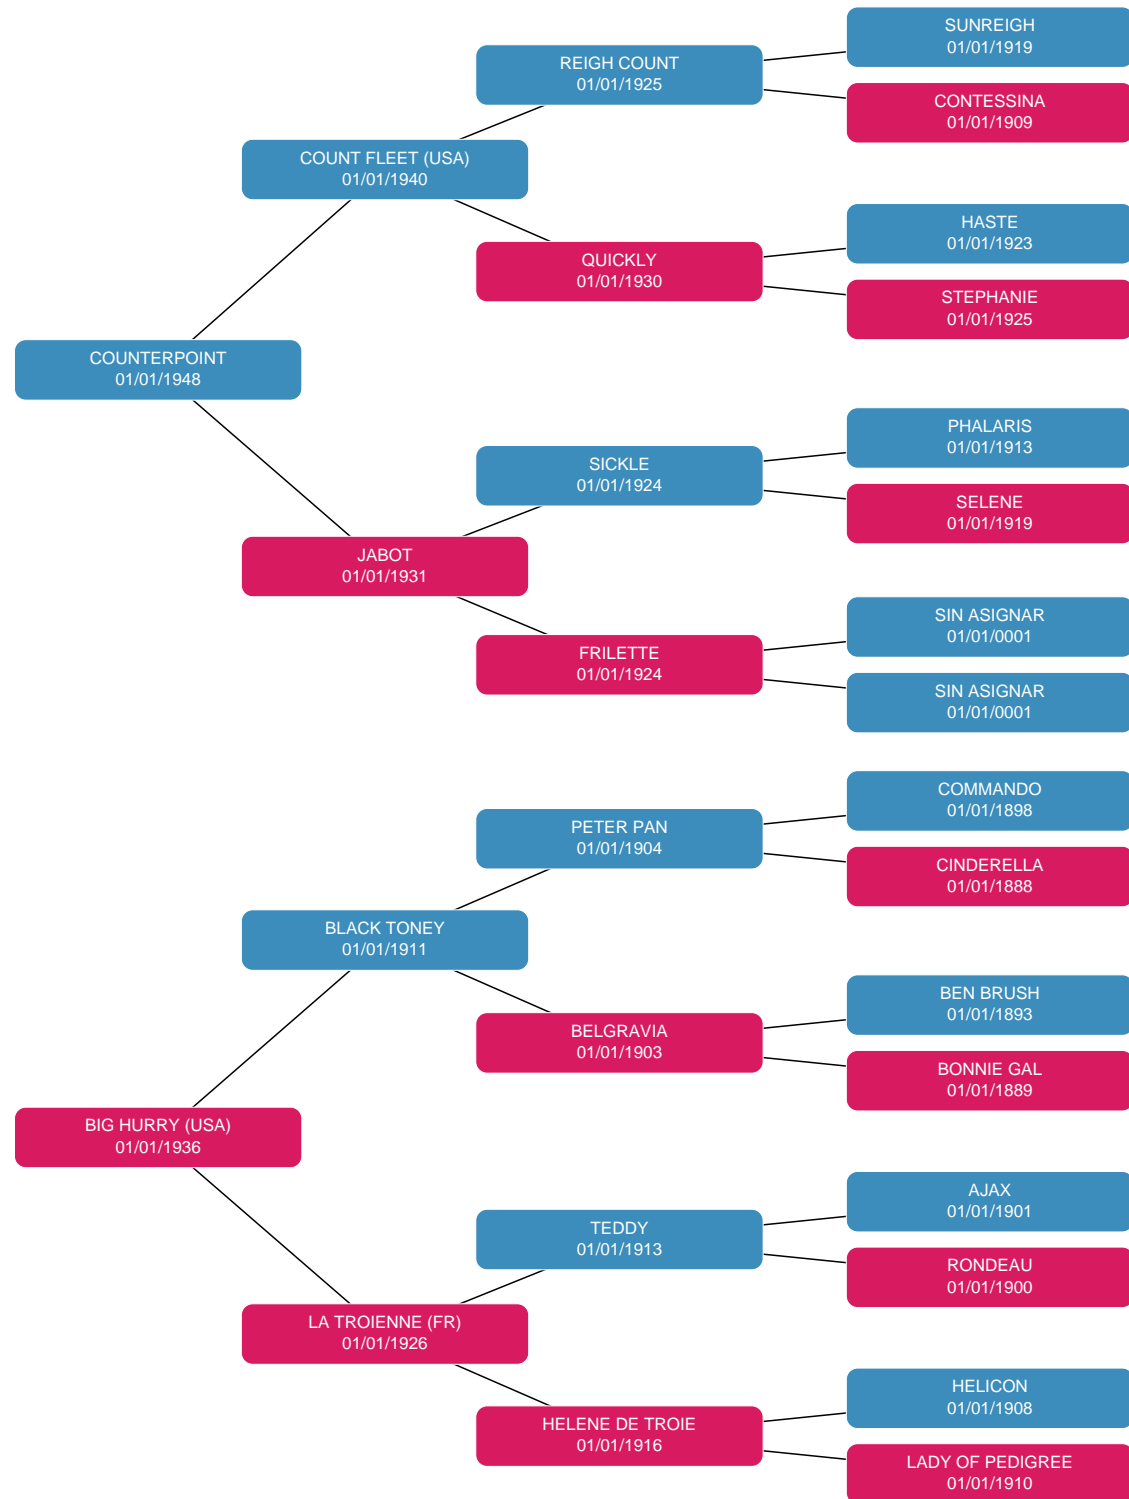 SUNREIGH
01/01/1919
REIGH COUNT
01/01/1925
CONTESSINA
01/01/1909
COUNT FLEET (USA)
01/01/1940
HASTE
01/01/1923
QUICKLY
01/01/1930
STEPHANIE
01/01/1925
COUNTERPOINT
01/01/1948
PHALARIS
01/01/1913
SICKLE
01/01/1924
SELENE
01/01/1919
JABOT
01/01/1931
SIN ASIGNAR
01/01/0001
FRILETTE
01/01/1924
SIN ASIGNAR
01/01/0001
COMMANDO
01/01/1898
PETER PAN
01/01/1904
CINDERELLA
01/01/1888
BLACK TONEY
01/01/1911
BEN BRUSH
01/01/1893
BELGRAVIA
01/01/1903
BONNIE GAL
01/01/1889
BIG HURRY (USA)
01/01/1936
AJAX
01/01/1901
TEDDY
01/01/1913
RONDEAU
01/01/1900
LA TROIENNE (FR)
01/01/1926
HELICON
01/01/1908
HELENE DE TROIE
01/01/1916
LADY OF PEDIGREE
01/01/1910